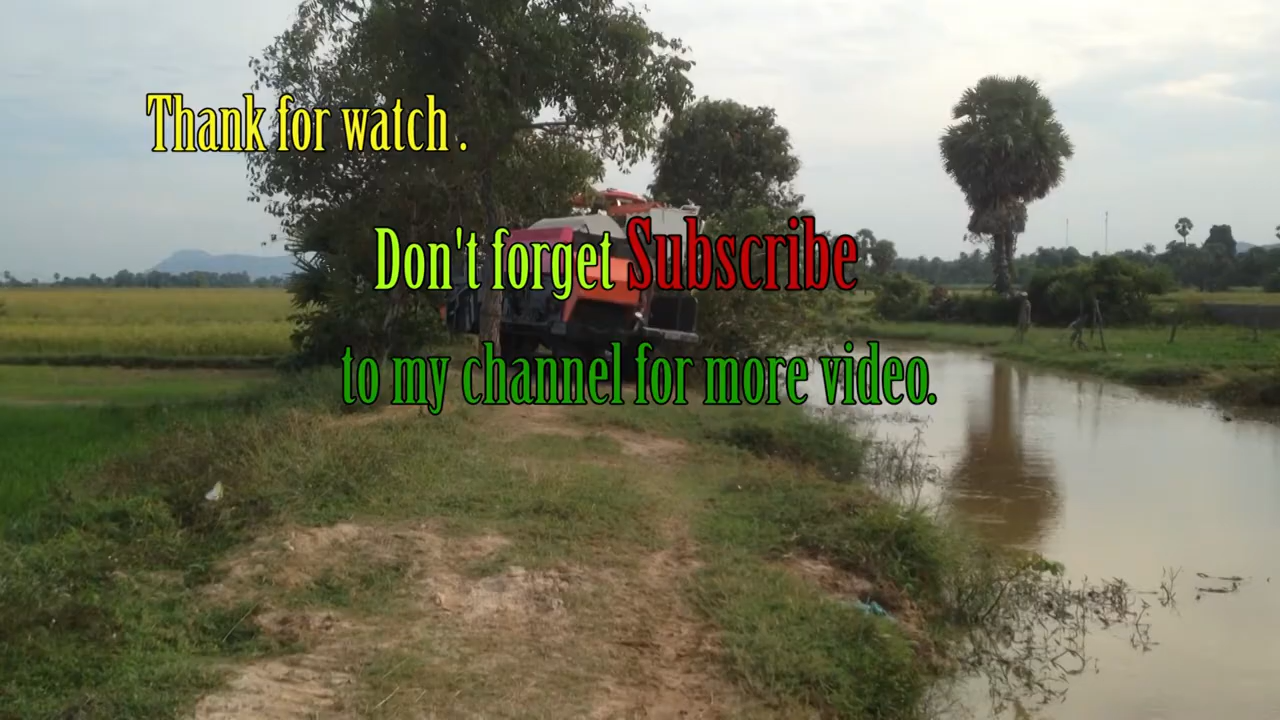 Thank for watch .
Don't forget Subscribe
to my channel for more video.